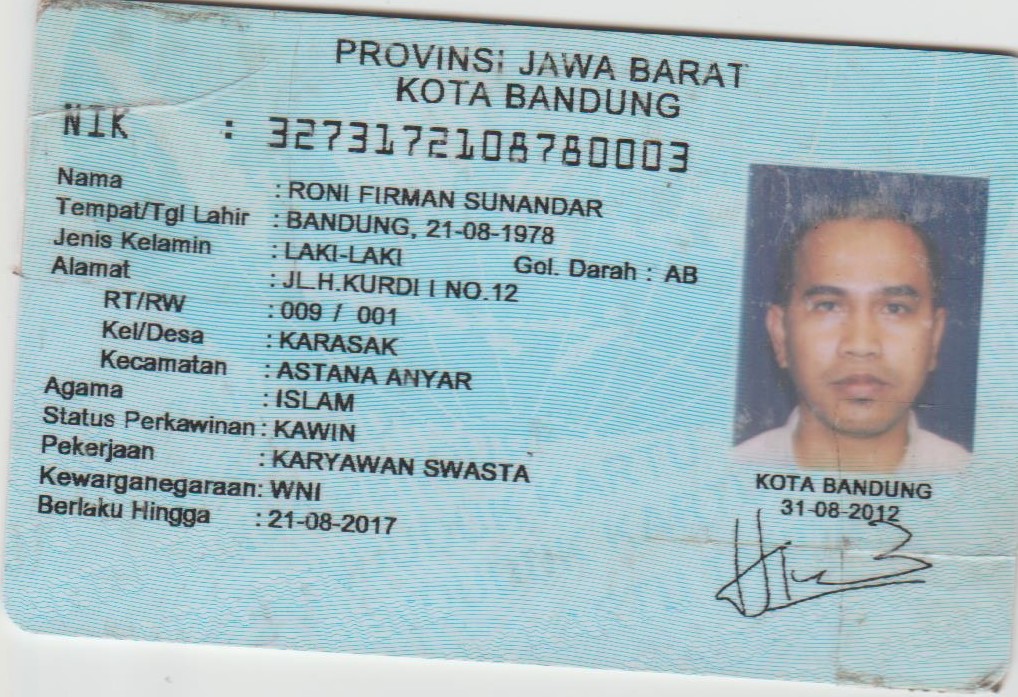 PROVINSI JAWA BARAT
KOTA BANDUNG
NIK : 3273172108780003
Nama : RONI FIRMAN SUNANDAR
Tempat/Tgl Lahir : BANDUNG, 21-08-1978
Jenis Kelamin : LAKI-LAKI Gol. Darah : AB
Alamat : JL.H.KURDI I NO.12
RT/RW : 009 / 001
Kel/Desa : KARASAK
Kecamatan : ASTANA ANYAR
Agama : ISLAM
Status Perkawinan : KAWIN
Pekerjaan : KARYAWAN SWASTA
Kewarganegaraan: WNI
Berlaku Hingga : 21-08-2017
KOTA BANDUNG
31-08-2012